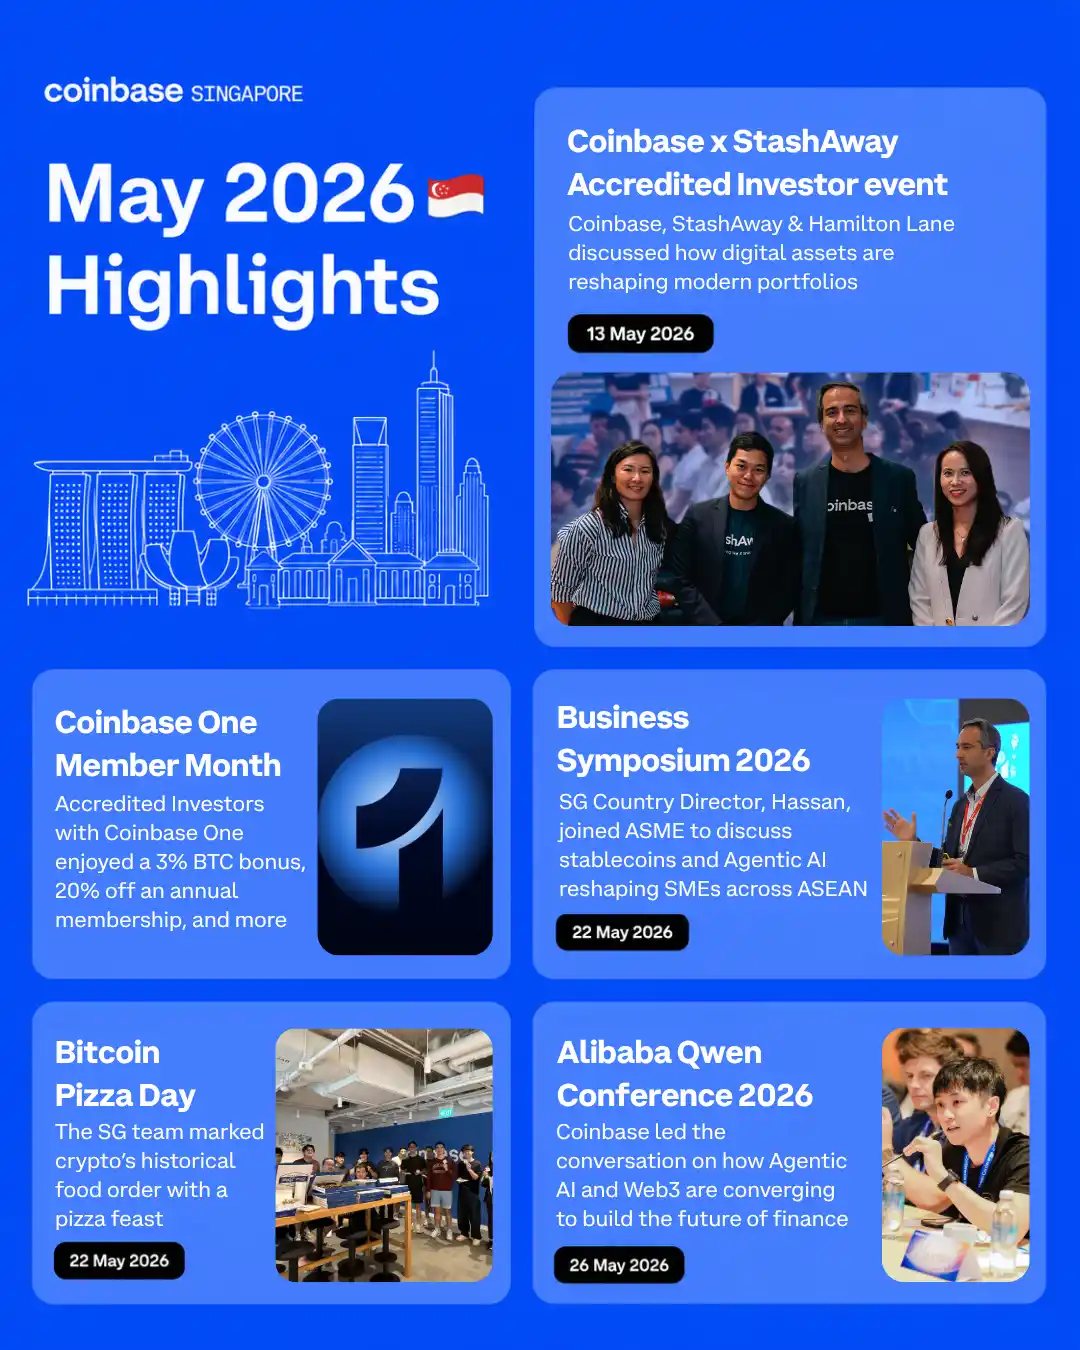 coinbase SINGAPORE
May 2026
Highlights
Coinbase x StashAway
Accredited Investor event
Coinbase, StashAway & Hamilton Lane
discussed how digital assets are
reshaping modern portfolios
13 May 2026
Coinbase One
Member Month
Accredited Investors
with Coinbase One
enjoyed a 3% BTC bonus,
20% off an annual
membership, and more
Business
Symposium 2026
SG Country Director, Hassan,
joined ASME to discuss
stablecoins and Agentic AI
reshaping SMEs across ASEAN
22 May 2026
Bitcoin
Pizza Day
The SG team marked
crypto's historical
food order with a
pizza feast
22 May 2026
Alibaba Qwen
Conference 2026
Coinbase led the
conversation on how Agentic
AI and Web3 are converging
to build the future of finance
26 May 2026